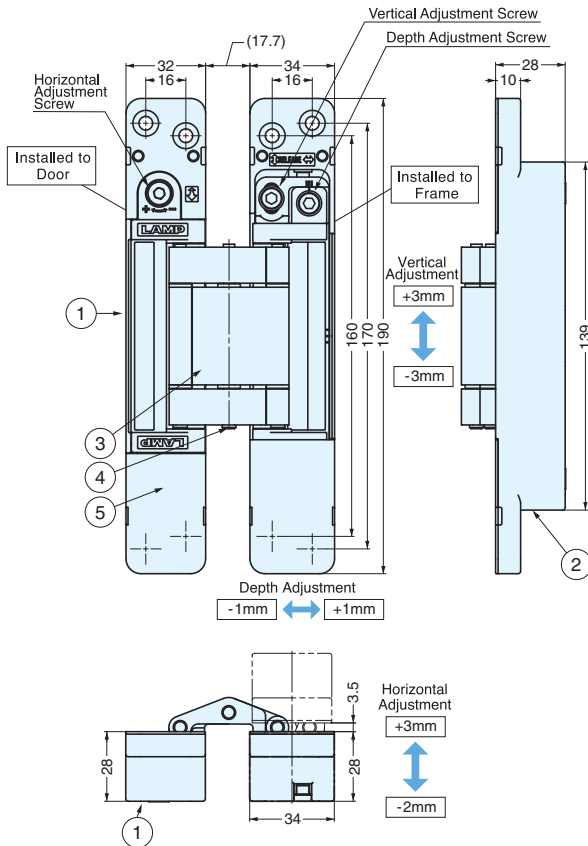 Vertical Adjustment Screw
Depth Adjustment Screw
32
(17.7)
34
28
16
16
10
Horizontal
Adjustment
Screw
Installed to
Door
RELEASE
Installed to
Frame
LAMP
Vertical
Adjustment
+3mm
-3mm
1
160
170
190
139
3
4
5
LAMP
2
Depth Adjustment
-1mm
+1mm
3.5
Horizontal
Adjustment
+3mm
-2mm
28
28
34
1